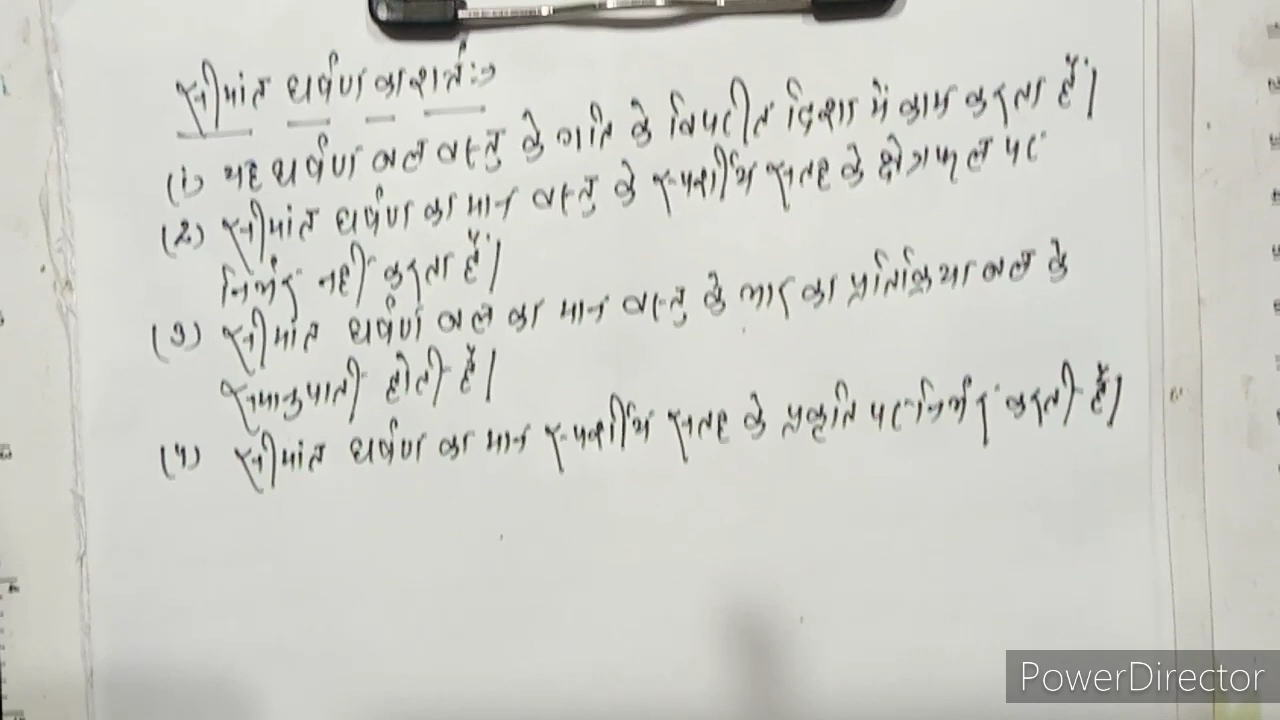 सीमांत घर्षण का शर्तः→
(1) यह घर्षण बल वस्तु के गति के विपरीत दिशा में काम करता हैं।
(2) सीमांत घर्षण का मान वस्तु के स्पर्शीय सतह के क्षेत्रफल पर
निर्भर नहीं करता हैं।
(3) सीमांत घर्षण बल का मान वस्तु के भार का प्रतिक्रिया बल के
समानुपाती होती हैं।
(4) सीमांत घर्षण का मान स्पर्शीय सतह के प्रकृति पर निर्भर करती हैं।
PowerDirector